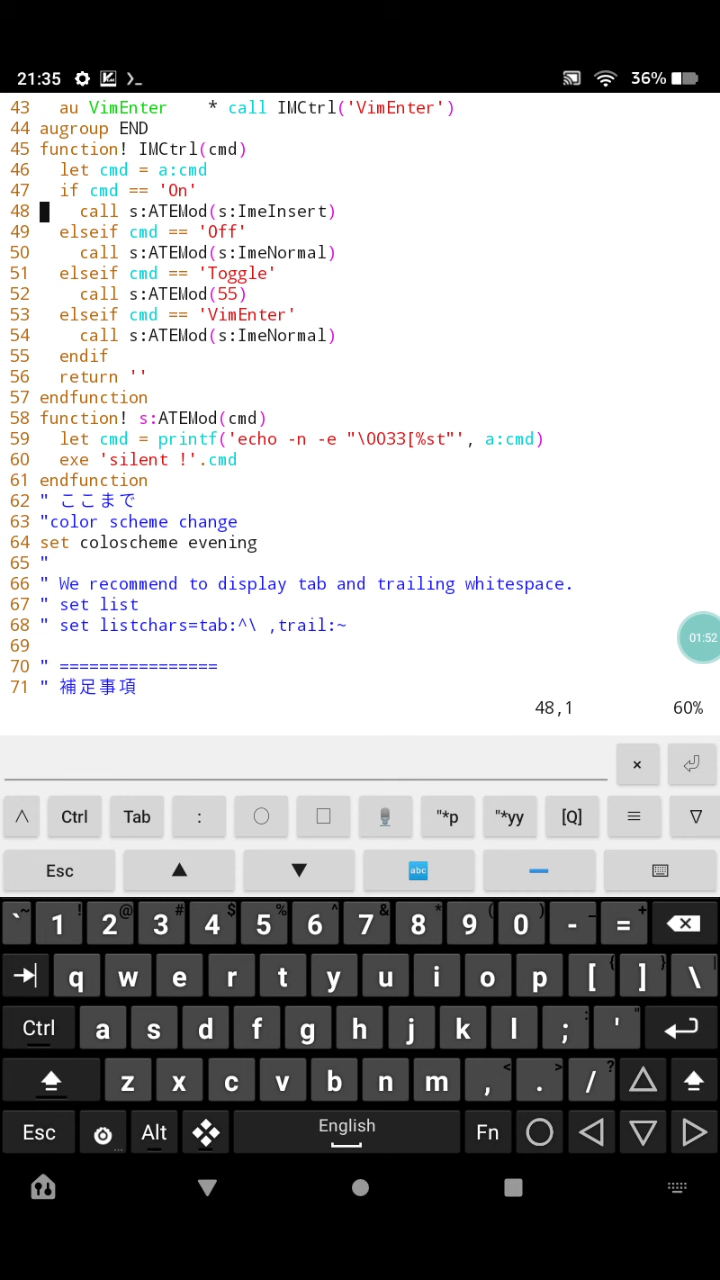 21:35 36%
43 au VimEnter * call IMCtrl('VimEnter')
44 augroup END
45 function! IMCtrl(cmd)
46 let cmd = a:cmd
47 if cmd == 'On'
48 call s:ATEMod(s:ImeInsert)
49 elseif cmd == 'Off'
50 call s:ATEMod(s:ImeNormal)
51 elseif cmd == 'Toggle'
52 call s:ATEMod(55)
53 elseif cmd == 'VimEnter'
54 call s:ATEMod(s:ImeNormal)
55 endif
56 return ''
57 endfunction
58 function! s:ATEMod(cmd)
59 let cmd = printf('echo -n -e "\0033[%st"', a:cmd)
60 exe 'silent !'.cmd
61 endfunction
62 " ここまで
63 "color scheme change
64 set coloscheme evening
65 "
66 " We recommend to display tab and trailing whitespace.
67 " set list
68 " set listchars=tab:^\ ,trail:~
69
70 " ================
71 " 補足事項
01:52
48,1 60%
×
^ Ctrl Tab : ○ □ "*p "*yy [Q] ≡ ∇
Esc ▲ ▼ abc
` ~ 1 ! 2 @ 3 # 4 $ 5 % 6 ^ 7 & 8 * 9 ( 0 ) - _ = +
q w e r t y u i o p [ { ] } \ |
Ctrl a s d f g h j k l ; : ' "
z x c v b n m , < . > / ?
Esc Alt English Fn